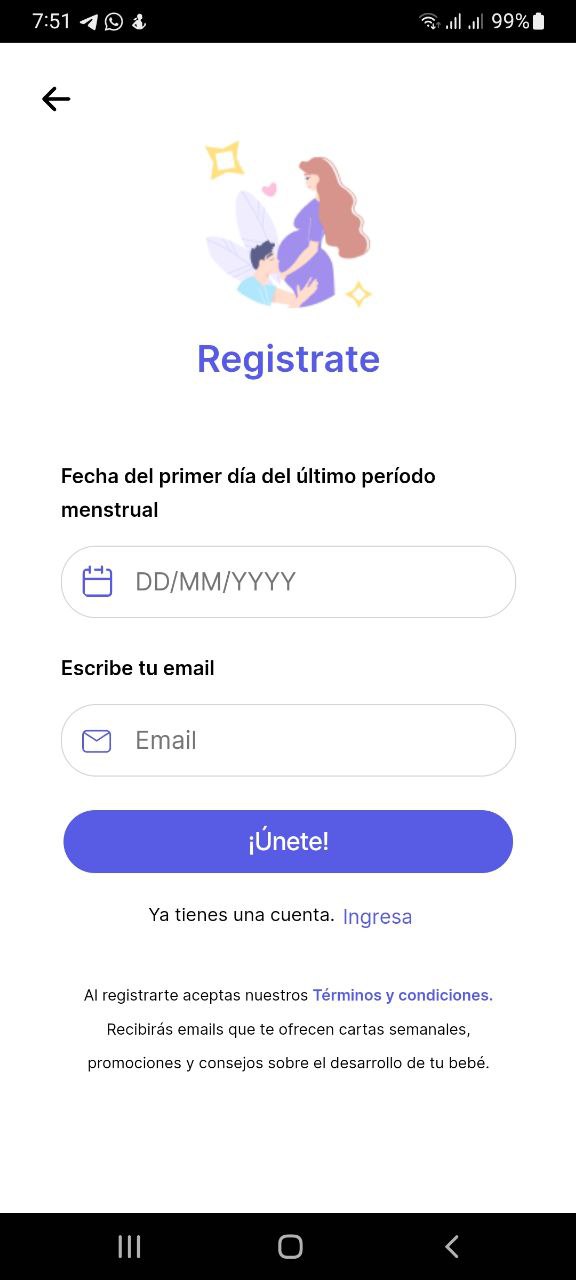 7:51
99%
Registrate
Fecha del primer día del último período
menstrual
DD/MM/YYYY
Escribe tu email
Email
¡Únete!
Ya tienes una cuenta. Ingresa
Al registrarte aceptas nuestros Términos y condiciones.
Recibirás emails que te ofrecen cartas semanales,
promociones y consejos sobre el desarrollo de tu bebé.